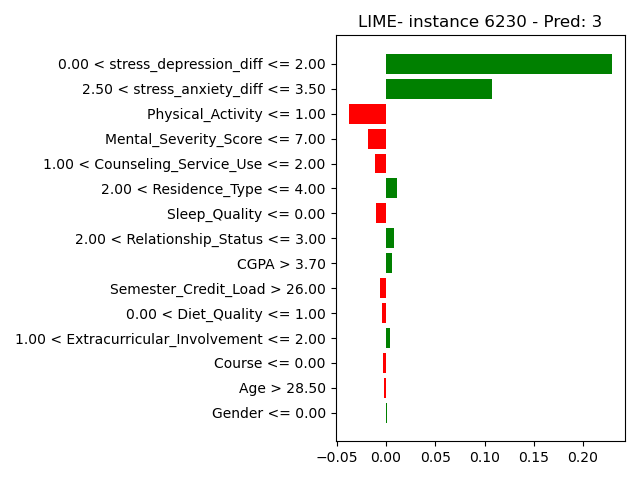 LIME- instance 6230 - Pred: 3
0.00 < stress_depression_diff <= 2.00
2.50 < stress_anxiety_diff <= 3.50
Physical_Activity <= 1.00
Mental_Severity_Score <= 7.00
1.00 < Counseling_Service_Use <= 2.00
2.00 < Residence_Type <= 4.00
Sleep_Quality <= 0.00
2.00 < Relationship_Status <= 3.00
CGPA > 3.70
Semester_Credit_Load > 26.00
0.00 < Diet_Quality <= 1.00
1.00 < Extracurricular_Involvement <= 2.00
Course <= 0.00
Age > 28.50
Gender <= 0.00
−0.05 0.00 0.05 0.10 0.15 0.20